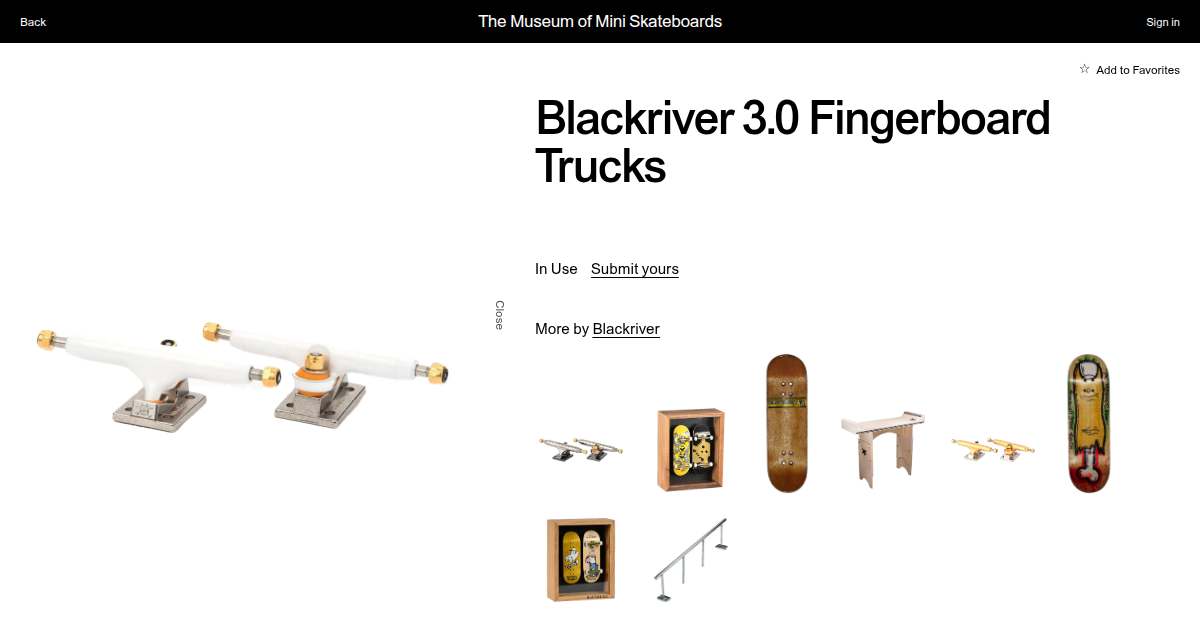 Back
The Museum of Mini Skateboards
Sign in
☆ Add to Favorites
Blackriver 3.0 Fingerboard
Trucks
In Use Submit yours
Close
More by Blackriver